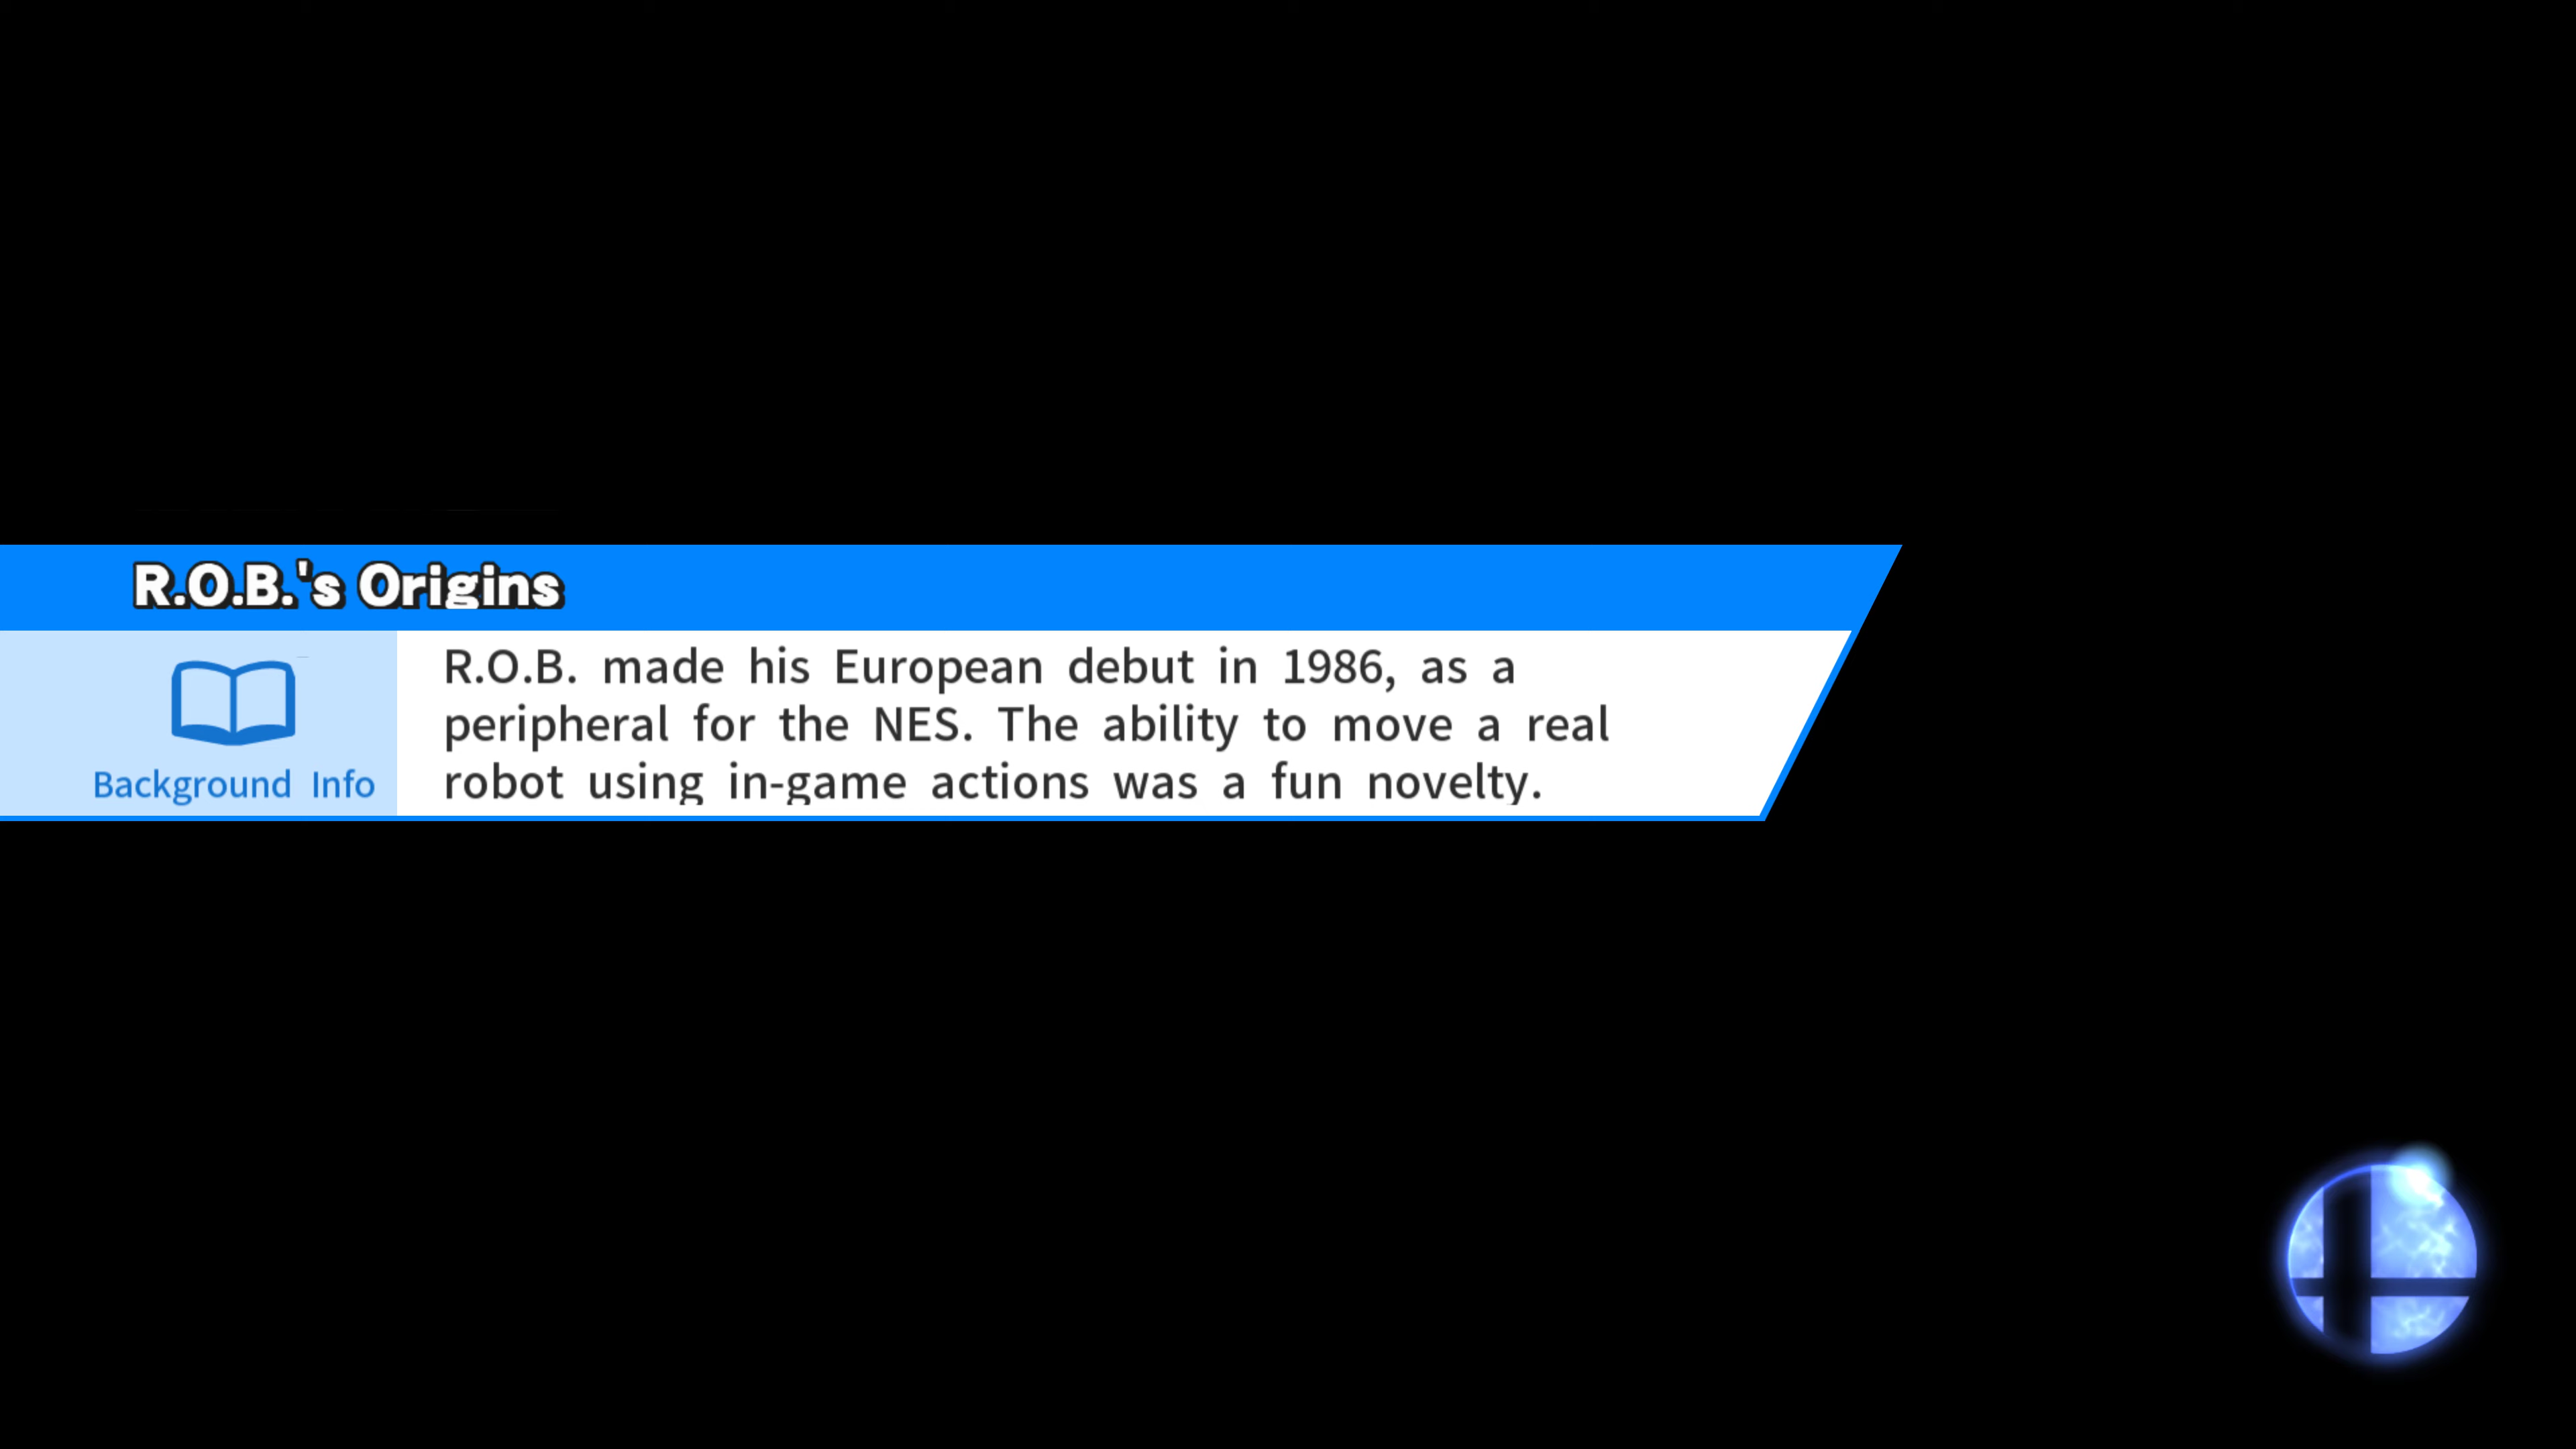 R.O.B.'s Origins
R.O.B. made his European debut in 1986, as a
peripheral for the NES. The ability to move a real
robot using in-game actions was a fun novelty.
Background Info